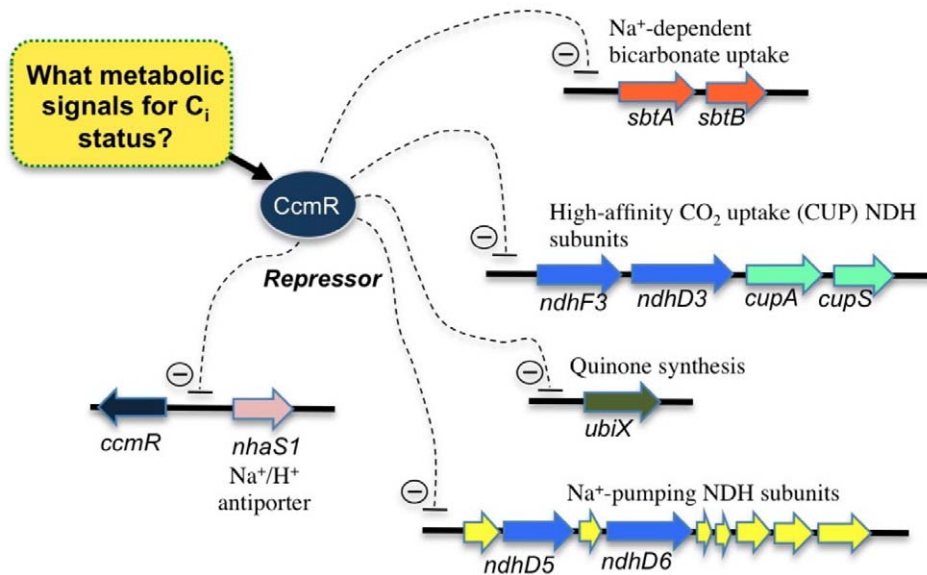 What metabolic
signals for Cᵢ
status?
CcmR
Repressor
Na⁺-dependent
bicarbonate uptake
sbtA sbtB
High-affinity CO₂ uptake (CUP) NDH
subunits
ndhF3 ndhD3 cupA cupS
Quinone synthesis
ubiX
ccmR nhaS1
Na⁺/H⁺
antiporter
Na⁺-pumping NDH subunits
ndhD5 ndhD6